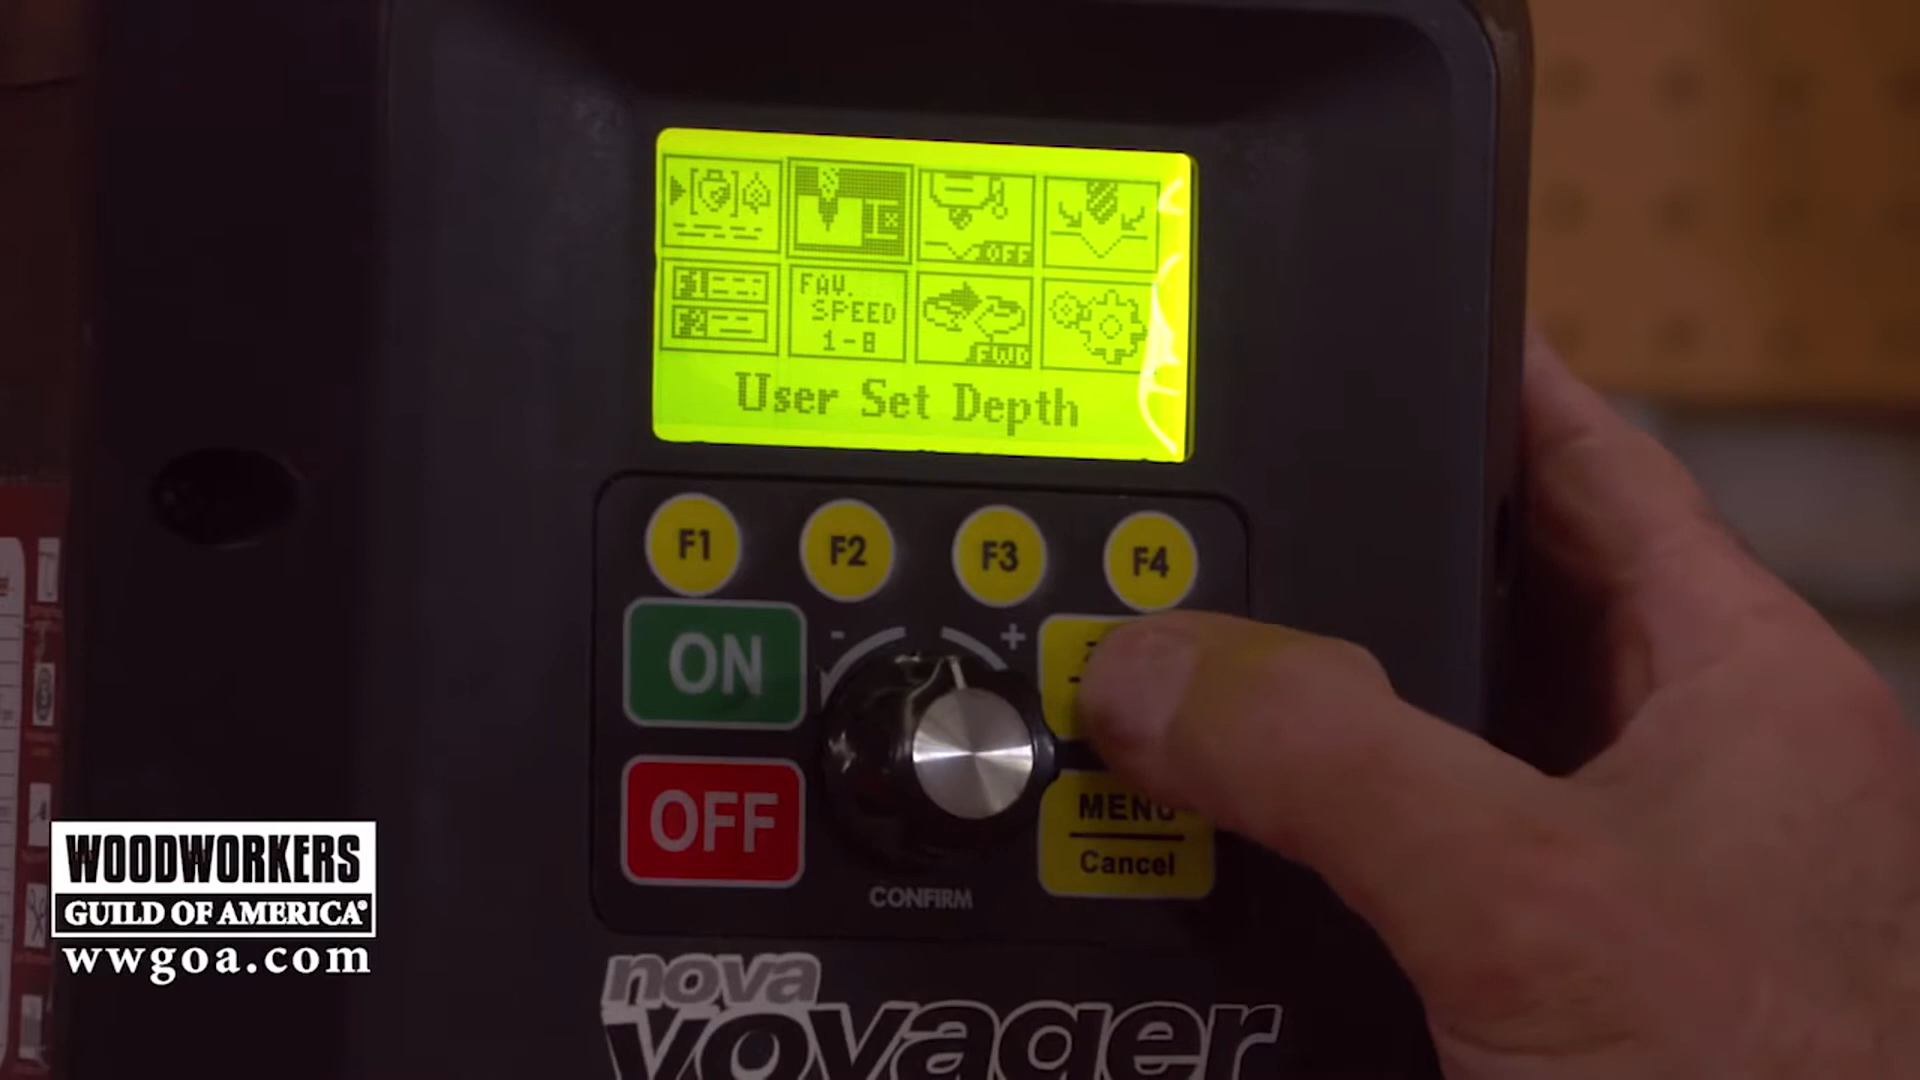 OFF
F1
F2
FAV.
SPEED
1-8
FWD
User Set Depth
F1 F2 F3 F4
ON
- +
OFF
MENU
Cancel
CONFIRM
nova
voyager
WOODWORKERS
GUILD OF AMERICA®
wwgoa.com